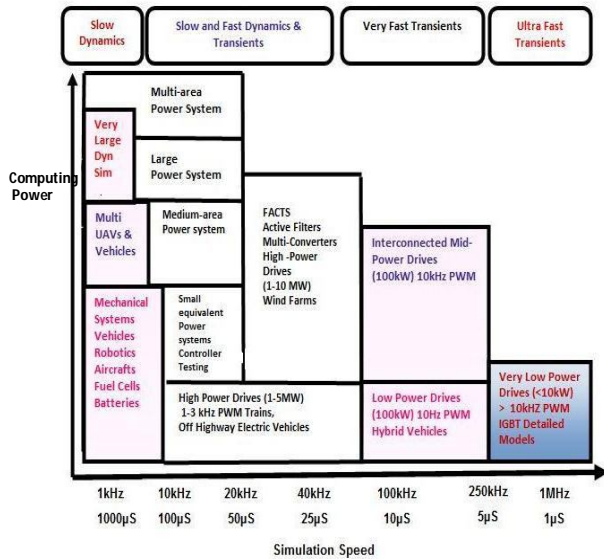 Slow
Dynamics
Slow and Fast Dynamics &
Transients
Very Fast Transients
Ultra Fast
Transients
Computing
Power
Multi-area
Power System
Very
Large
Dyn
Sim
Large
Power System
Multi
UAVs &
Vehicles
Medium-area
Power system
FACTS
Active Filters
Multi-Converters
High -Power
Drives
(1-10 MW)
Wind Farms
Interconnected Mid-
Power Drives
(100kW) 10kHz PWM
Mechanical
Systems
Vehicles
Robotics
Aircrafts
Fuel Cells
Batteries
Small
equivalent
Power
systems
Controller
Testing
High Power Drives (1-5MW)
1-3 kHz PWM Trains,
Off Highway Electric Vehicles
Low Power Drives
(100kW) 10Hz PWM
Hybrid Vehicles
Very Low Power
Drives (<10kW)
> 10kHZ PWM
IGBT Detailed
Models
1kHz 10kHz 20kHz 40kHz 100kHz 250kHz 1MHz
1000µS 100µS 50µS 25µS 10µS 5µS 1µS
Simulation Speed